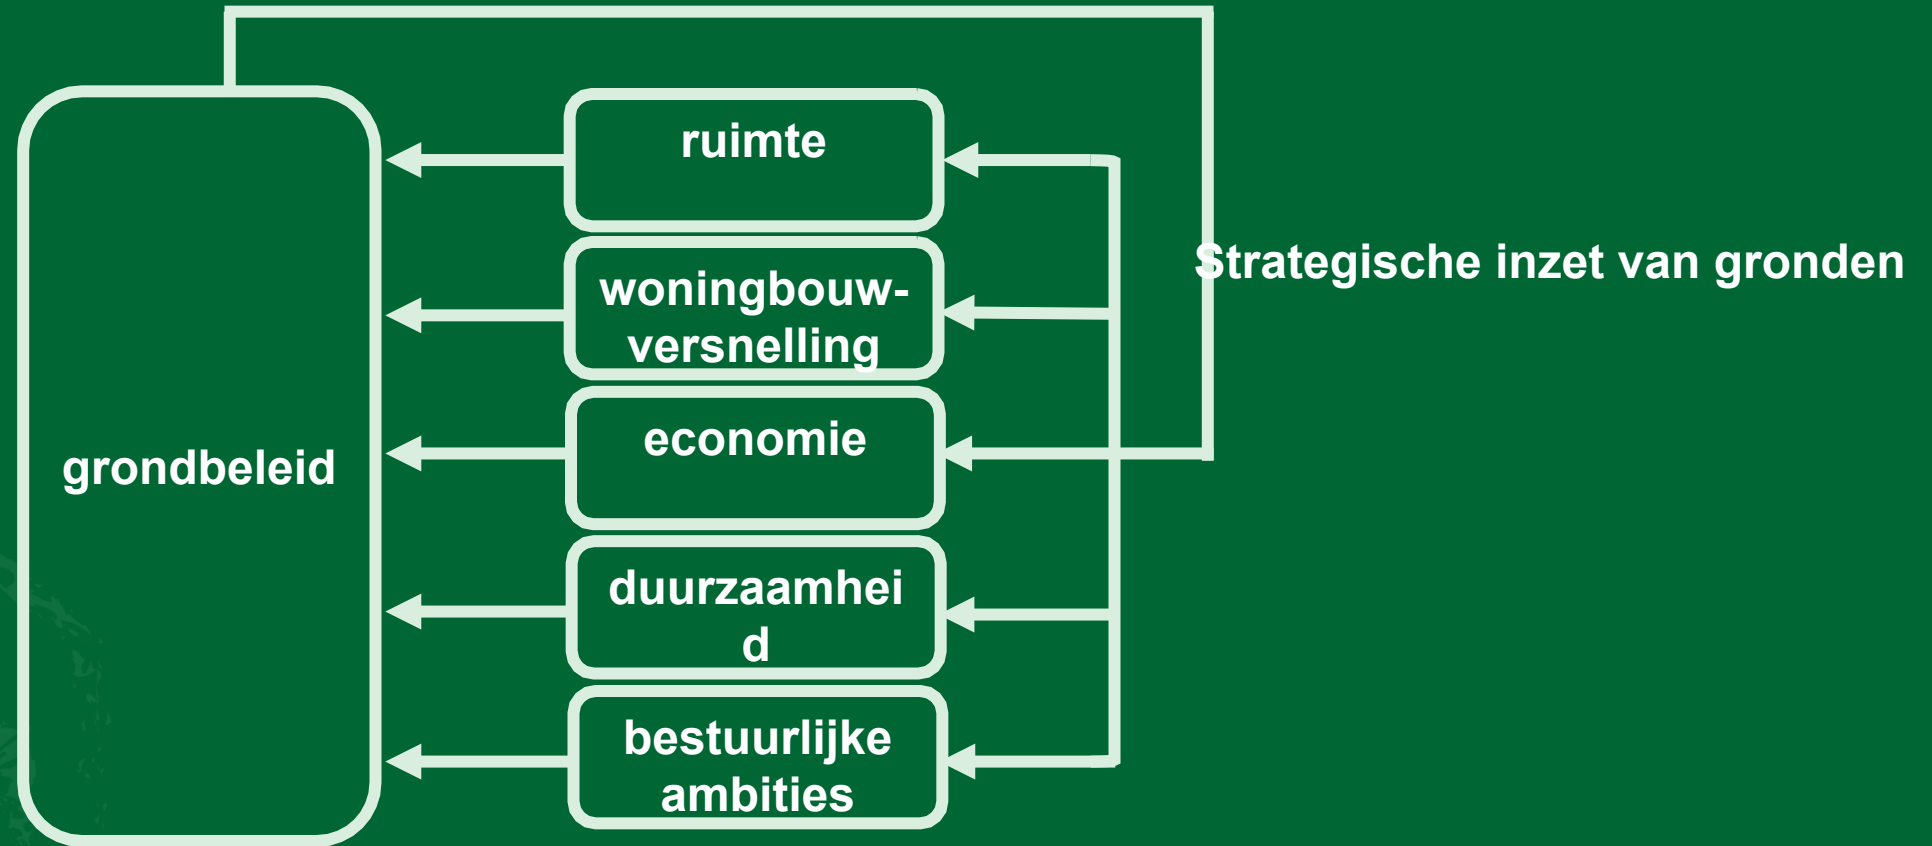 grondbeleid
ruimte
woningbouw-
versnelling
economie
duurzaamhei
d
bestuurlijke
ambities
Strategische inzet van gronden